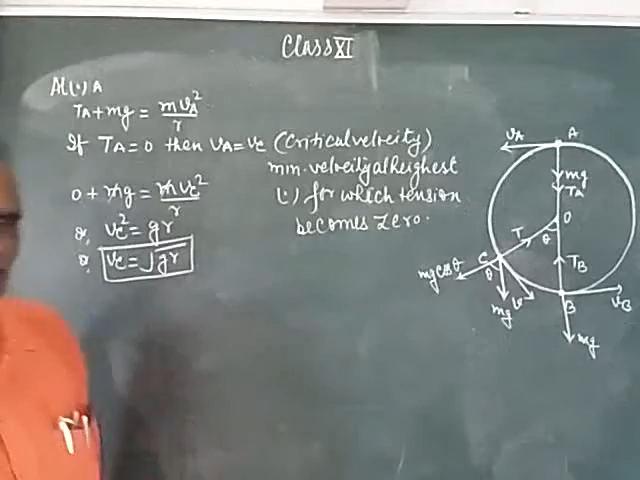 Class XI
At (·) A
TA + mg = mvA²/r
If TA = 0 then vA = vc (Critical velocity)
min. velocity at heighest
(·) for which tension
becomes zero.
0 + mg = mvc²/r
or, vc² = gr
or, vc = √gr
vA
A
mg
TA
O
T
θ
C
TB
mg cosθ
θ
mg
v
B
vB
mg